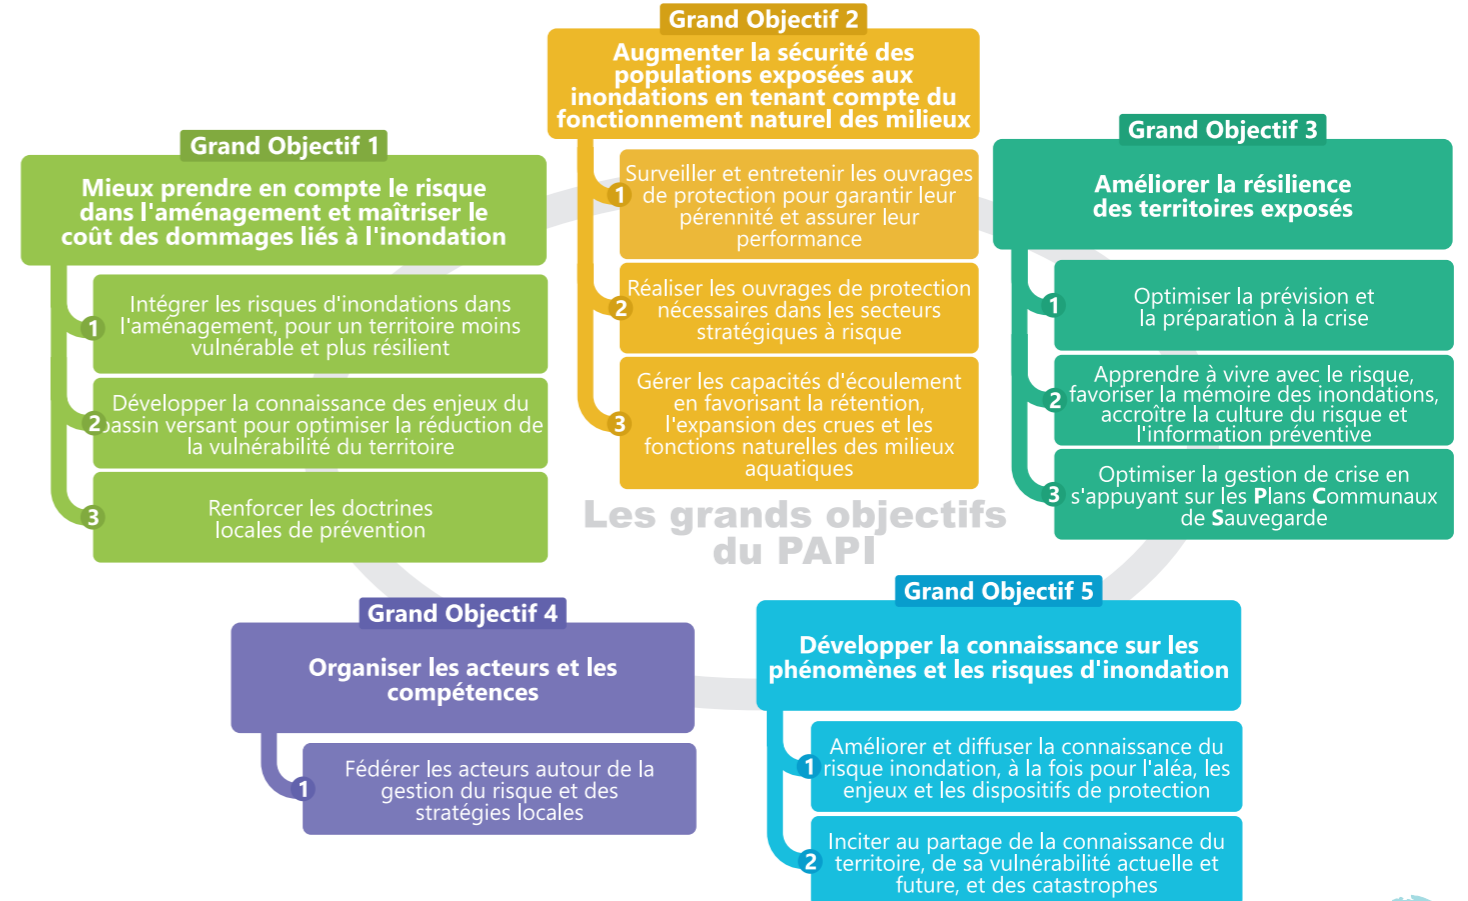 Grand Objectif 1
Mieux prendre en compte le risque
dans l'aménagement et maîtriser le
coût des dommages liés à l'inondation
1
Intégrer les risques d'inondations dans
l'aménagement, pour un territoire moins
vulnérable et plus résilient
2
Développer la connaissance des enjeux du
bassin versant pour optimiser la réduction de
la vulnérabilité du territoire
3
Renforcer les doctrines
locales de prévention
Grand Objectif 2
Augmenter la sécurité des
populations exposées aux
inondations en tenant compte du
fonctionnement naturel des milieux
1
Surveiller et entretenir les ouvrages
de protection pour garantir leur
pérennité et assurer leur
performance
2
Réaliser les ouvrages de protection
nécessaires dans les secteurs
stratégiques à risque
3
Gérer les capacités d'écoulement
en favorisant la rétention,
l'expansion des crues et les
fonctions naturelles des milieux
aquatiques
Grand Objectif 3
Améliorer la résilience
des territoires exposés
1
Optimiser la prévision et
la préparation à la crise
2
Apprendre à vivre avec le risque,
favoriser la mémoire des inondations,
accroître la culture du risque et
l'information préventive
3
Optimiser la gestion de crise en
s'appuyant sur les Plans Communaux
de Sauvegarde
Les grands objectifs
du PAPI
Grand Objectif 4
Organiser les acteurs et les
compétences
1
Fédérer les acteurs autour de la
gestion du risque et des
stratégies locales
Grand Objectif 5
Développer la connaissance sur les
phénomènes et les risques d'inondation
1
Améliorer et diffuser la connaissance du
risque inondation, à la fois pour l'aléa, les
enjeux et les dispositifs de protection
2
Inciter au partage de la connaissance du
territoire, de sa vulnérabilité actuelle et
future, et des catastrophes